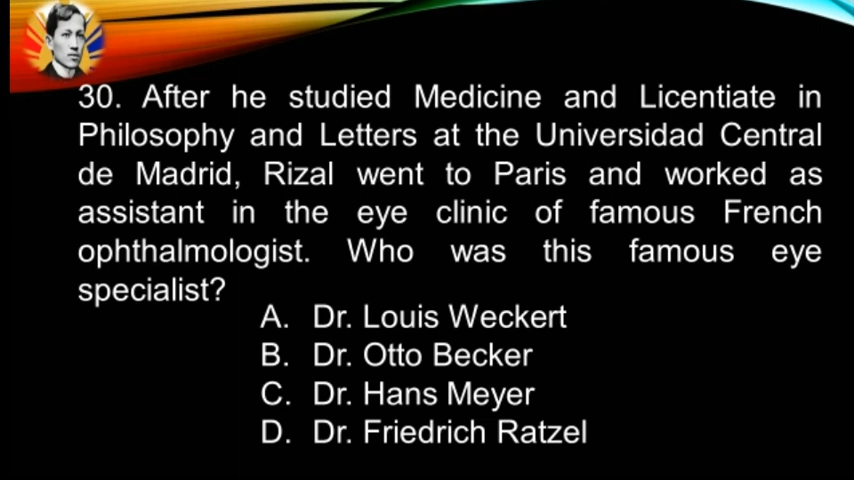 30. After he studied Medicine and Licentiate in
Philosophy and Letters at the Universidad Central
de Madrid, Rizal went to Paris and worked as
assistant in the eye clinic of famous French
ophthalmologist. Who was this famous eye
specialist?
A. Dr. Louis Weckert
B. Dr. Otto Becker
C. Dr. Hans Meyer
D. Dr. Friedrich Ratzel